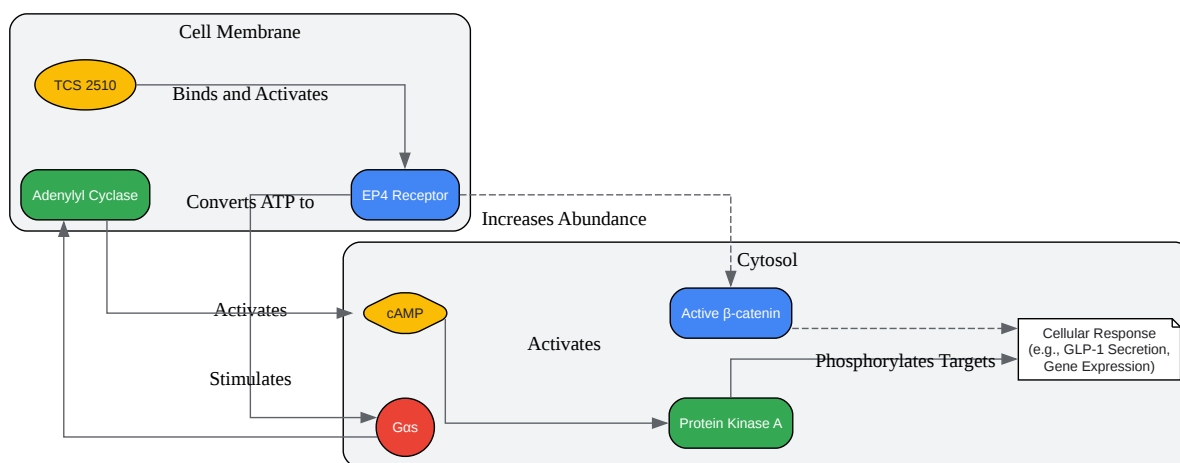 Cell Membrane
TCS 2510
Binds and Activates
Adenylyl Cyclase
Converts ATP to
EP4 Receptor
Increases Abundance
Cytosol
Activates
cAMP
Active β-catenin
Activates
Cellular Response
(e.g., GLP-1 Secretion,
Gene Expression)
Phosphorylates Targets
Stimulates
Gαs
Protein Kinase A